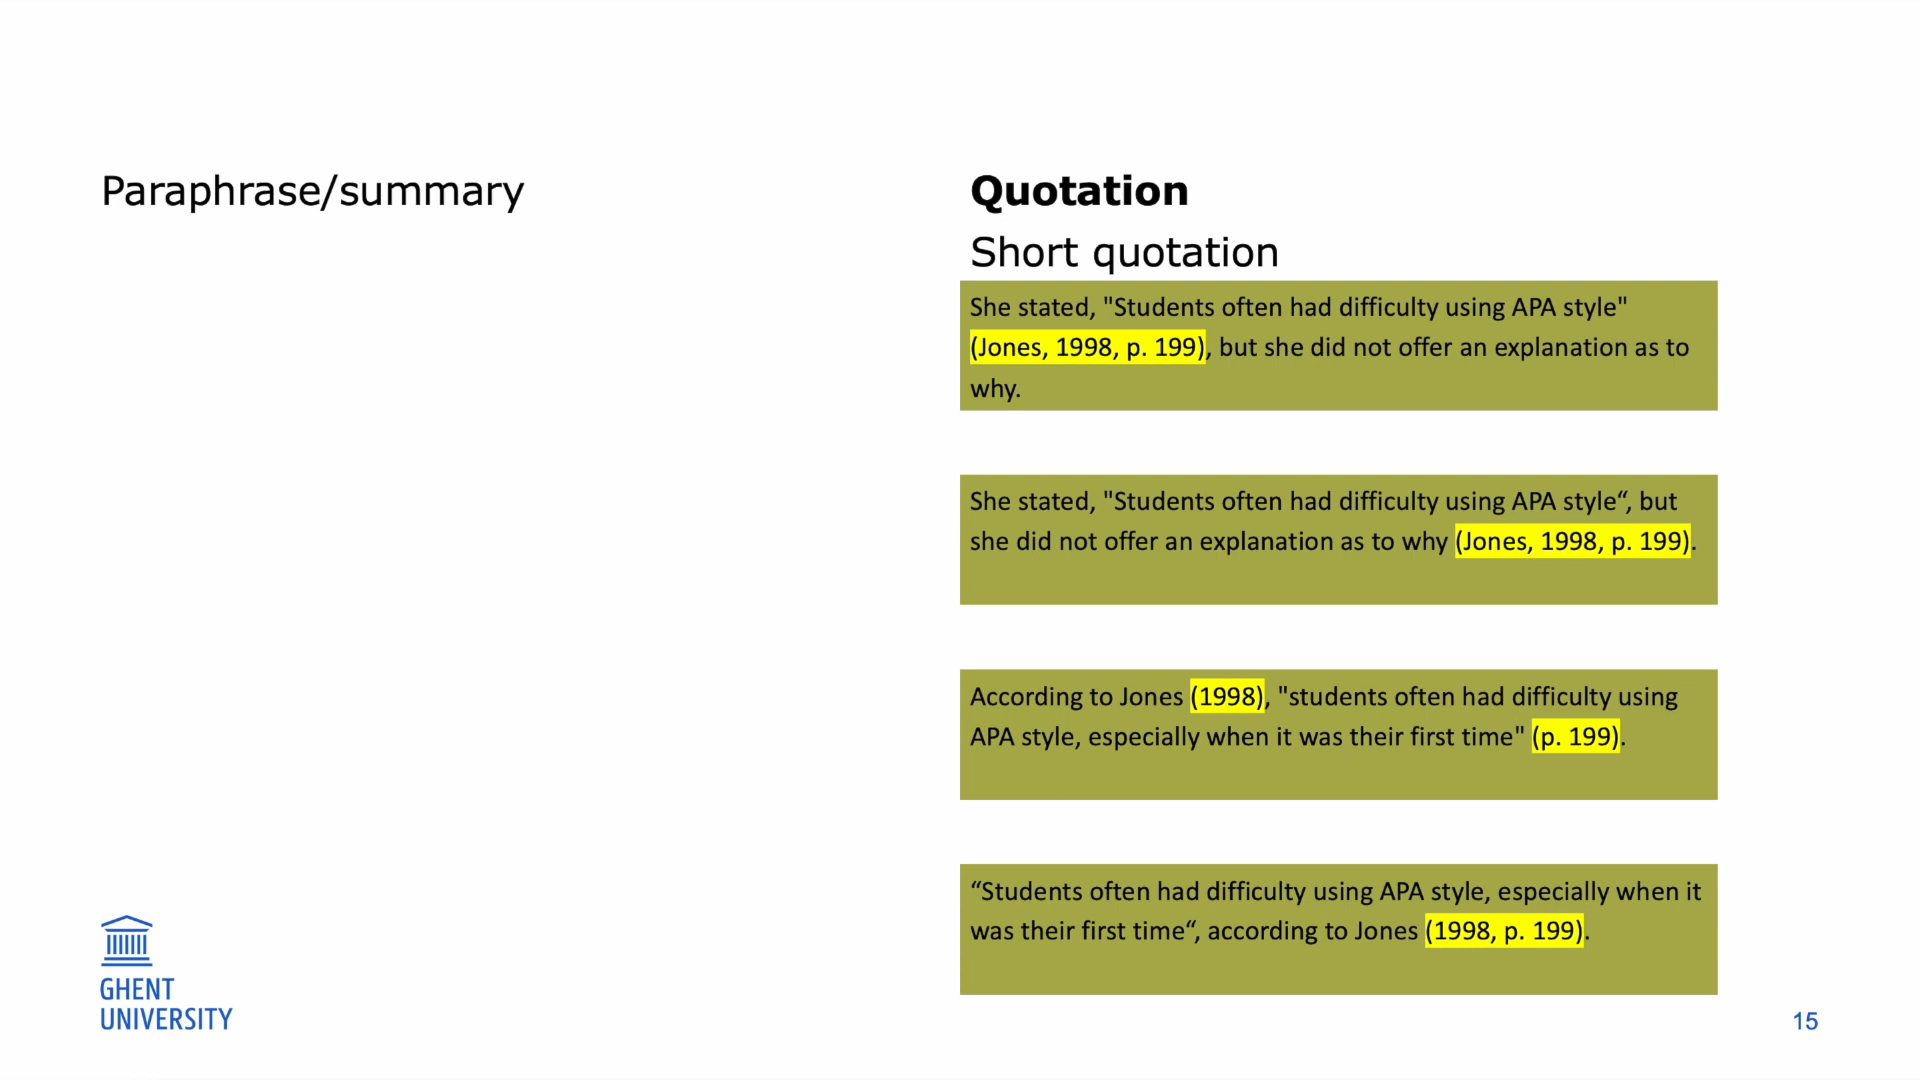 Paraphrase/summary
Quotation
Short quotation
She stated, "Students often had difficulty using APA style"
(Jones, 1998, p. 199), but she did not offer an explanation as to
why.
She stated, "Students often had difficulty using APA style“, but
she did not offer an explanation as to why (Jones, 1998, p. 199).
According to Jones (1998), "students often had difficulty using
APA style, especially when it was their first time" (p. 199).
“Students often had difficulty using APA style, especially when it
was their first time“, according to Jones (1998, p. 199).
GHENT
UNIVERSITY
15